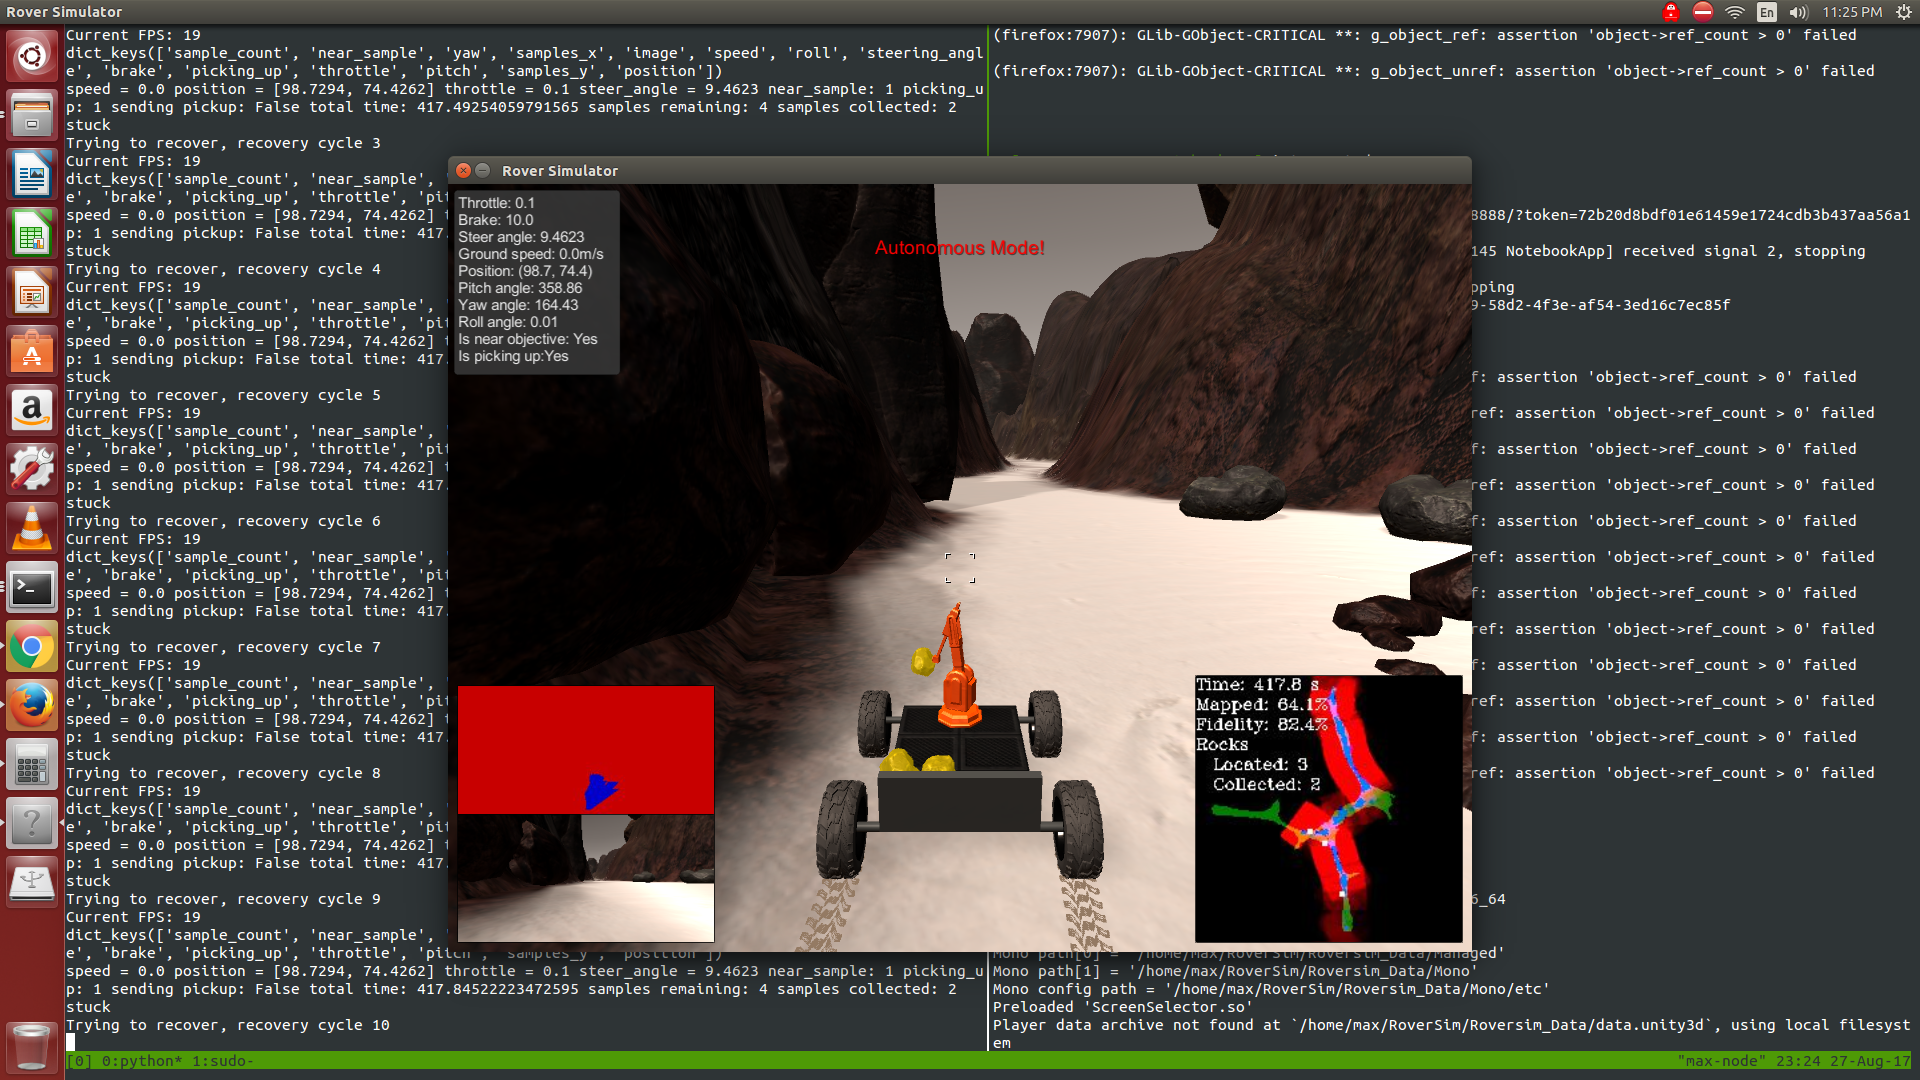 Rover Simulator
En
11:25 PM
Current FPS: 19
dict_keys(['sample_count', 'near_sample', 'yaw', 'samples_x', 'image', 'speed', 'roll', 'steering_angl
e', 'brake', 'picking_up', 'throttle', 'pitch', 'samples_y', 'position'])
speed = 0.0 position = [98.7294, 74.4262] throttle = 0.1 steer_angle = 9.4623 near_sample: 1 picking_u
p: 1 sending pickup: False total time: 417.49254059791565 samples remaining: 4 samples collected: 2
stuck
Trying to recover, recovery cycle 3
Current FPS: 19
dict_keys(['sample_count', 'near_sample',
e', 'brake', 'picking_up', 'throttle', 'pit
speed = 0.0 position = [98.7294, 74.4262]
p: 1 sending pickup: False total time: 417.
stuck
Trying to recover, recovery cycle 4
Current FPS: 19
dict_keys(['sample_count', 'near_sample',
e', 'brake', 'picking_up', 'throttle', 'pit
speed = 0.0 position = [98.7294, 74.4262]
p: 1 sending pickup: False total time: 417.
stuck
Trying to recover, recovery cycle 5
Current FPS: 19
dict_keys(['sample_count', 'near_sample',
e', 'brake', 'picking_up', 'throttle', 'pit
speed = 0.0 position = [98.7294, 74.4262]
p: 1 sending pickup: False total time: 417.
stuck
Trying to recover, recovery cycle 6
Current FPS: 19
dict_keys(['sample_count', 'near_sample',
e', 'brake', 'picking_up', 'throttle', 'pit
speed = 0.0 position = [98.7294, 74.4262]
p: 1 sending pickup: False total time: 417.
stuck
Trying to recover, recovery cycle 7
Current FPS: 19
dict_keys(['sample_count', 'near_sample',
e', 'brake', 'picking_up', 'throttle', 'pit
speed = 0.0 position = [98.7294, 74.4262]
p: 1 sending pickup: False total time: 417.
stuck
Trying to recover, recovery cycle 8
Current FPS: 19
dict_keys(['sample_count', 'near_sample',
e', 'brake', 'picking_up', 'throttle', 'pit
speed = 0.0 position = [98.7294, 74.4262]
p: 1 sending pickup: False total time: 417.
stuck
Trying to recover, recovery cycle 9
Current FPS: 19
dict_keys(['sample_count', 'near_sample',
e', 'brake', 'picking_up', 'throttle', 'pitch', 'samples_y', 'position'])
speed = 0.0 position = [98.7294, 74.4262] throttle = 0.1 steer_angle = 9.4623 near_sample: 1 picking_u
p: 1 sending pickup: False total time: 417.84522223472595 samples remaining: 4 samples collected: 2
stuck
Trying to recover, recovery cycle 10
(firefox:7907): GLib-GObject-CRITICAL **: g_object_ref: assertion 'object->ref_count > 0' failed
(firefox:7907): GLib-GObject-CRITICAL **: g_object_unref: assertion 'object->ref_count > 0' failed
8888/?token=72b20d8bdf01e61459e1724cdb3b437aa56a1
145 NotebookApp] received signal 2, stopping
pping
9-58d2-4f3e-af54-3ed16c7ec85f
f: assertion 'object->ref_count > 0' failed
ref: assertion 'object->ref_count > 0' failed
f: assertion 'object->ref_count > 0' failed
ref: assertion 'object->ref_count > 0' failed
f: assertion 'object->ref_count > 0' failed
ref: assertion 'object->ref_count > 0' failed
f: assertion 'object->ref_count > 0' failed
ref: assertion 'object->ref_count > 0' failed
f: assertion 'object->ref_count > 0' failed
ref: assertion 'object->ref_count > 0' failed
f: assertion 'object->ref_count > 0' failed
ref: assertion 'object->ref_count > 0' failed
6_64
Mono path[0] = '/home/max/RoverSim/Roversim_Data/Managed'
Mono path[1] = '/home/max/RoverSim/Roversim_Data/Mono'
Mono config path = '/home/max/RoverSim/Roversim_Data/Mono/etc'
Preloaded 'ScreenSelector.so'
Player data archive not found at `/home/max/RoverSim/Roversim_Data/data.unity3d`, using local filesyst
em
Rover Simulator
Throttle: 0.1
Brake: 10.0
Steer angle: 9.4623
Ground speed: 0.0m/s
Position: (98.7, 74.4)
Pitch angle: 358.86
Yaw angle: 164.43
Roll angle: 0.01
Is near objective: Yes
Is picking up:Yes
Autonomous Mode!
Time: 417.8 s
Mapped: 64.1%
Fidelity: 82.4%
Rocks
Located: 3
Collected: 2
[0] 0:python* 1:sudo-
"max-node" 23:24 27-Aug-17